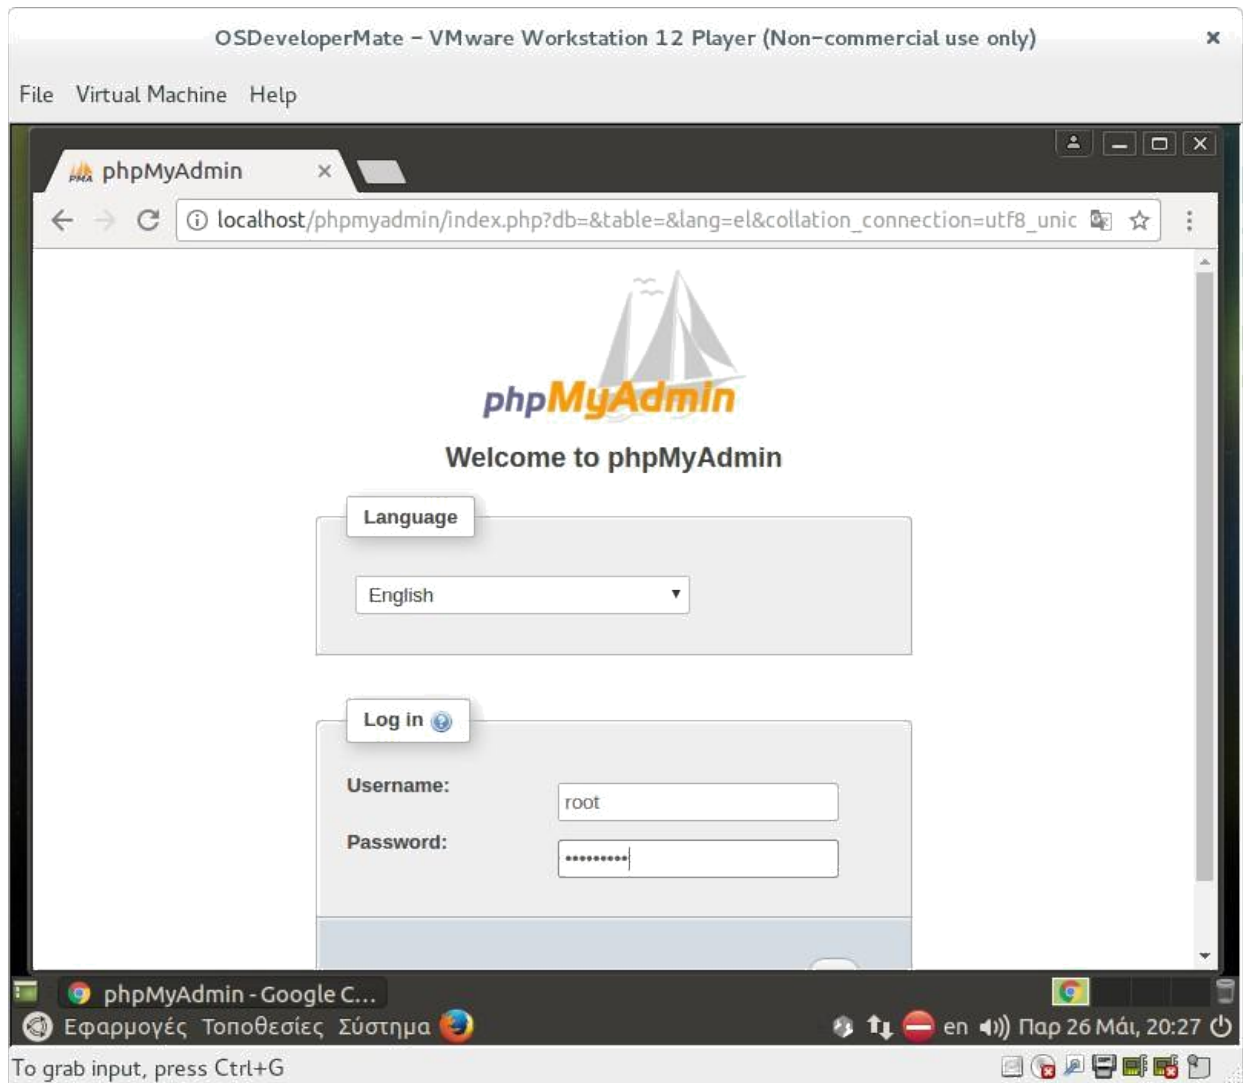 OSDeveloperMate – VMware Workstation 12 Player (Non-commercial use only)
File Virtual Machine Help
PMA phpMyAdmin
localhost/phpmyadmin/index.php?db=&table=&lang=el&collation_connection=utf8_unic
phpMyAdmin
Welcome to phpMyAdmin
Language
English
Log in
Username:
root
Password:
•••••••••
phpMyAdmin - Google C...
Εφαρμογές Τοποθεσίες Σύστημα en Παρ 26 Μάι, 20:27
To grab input, press Ctrl+G